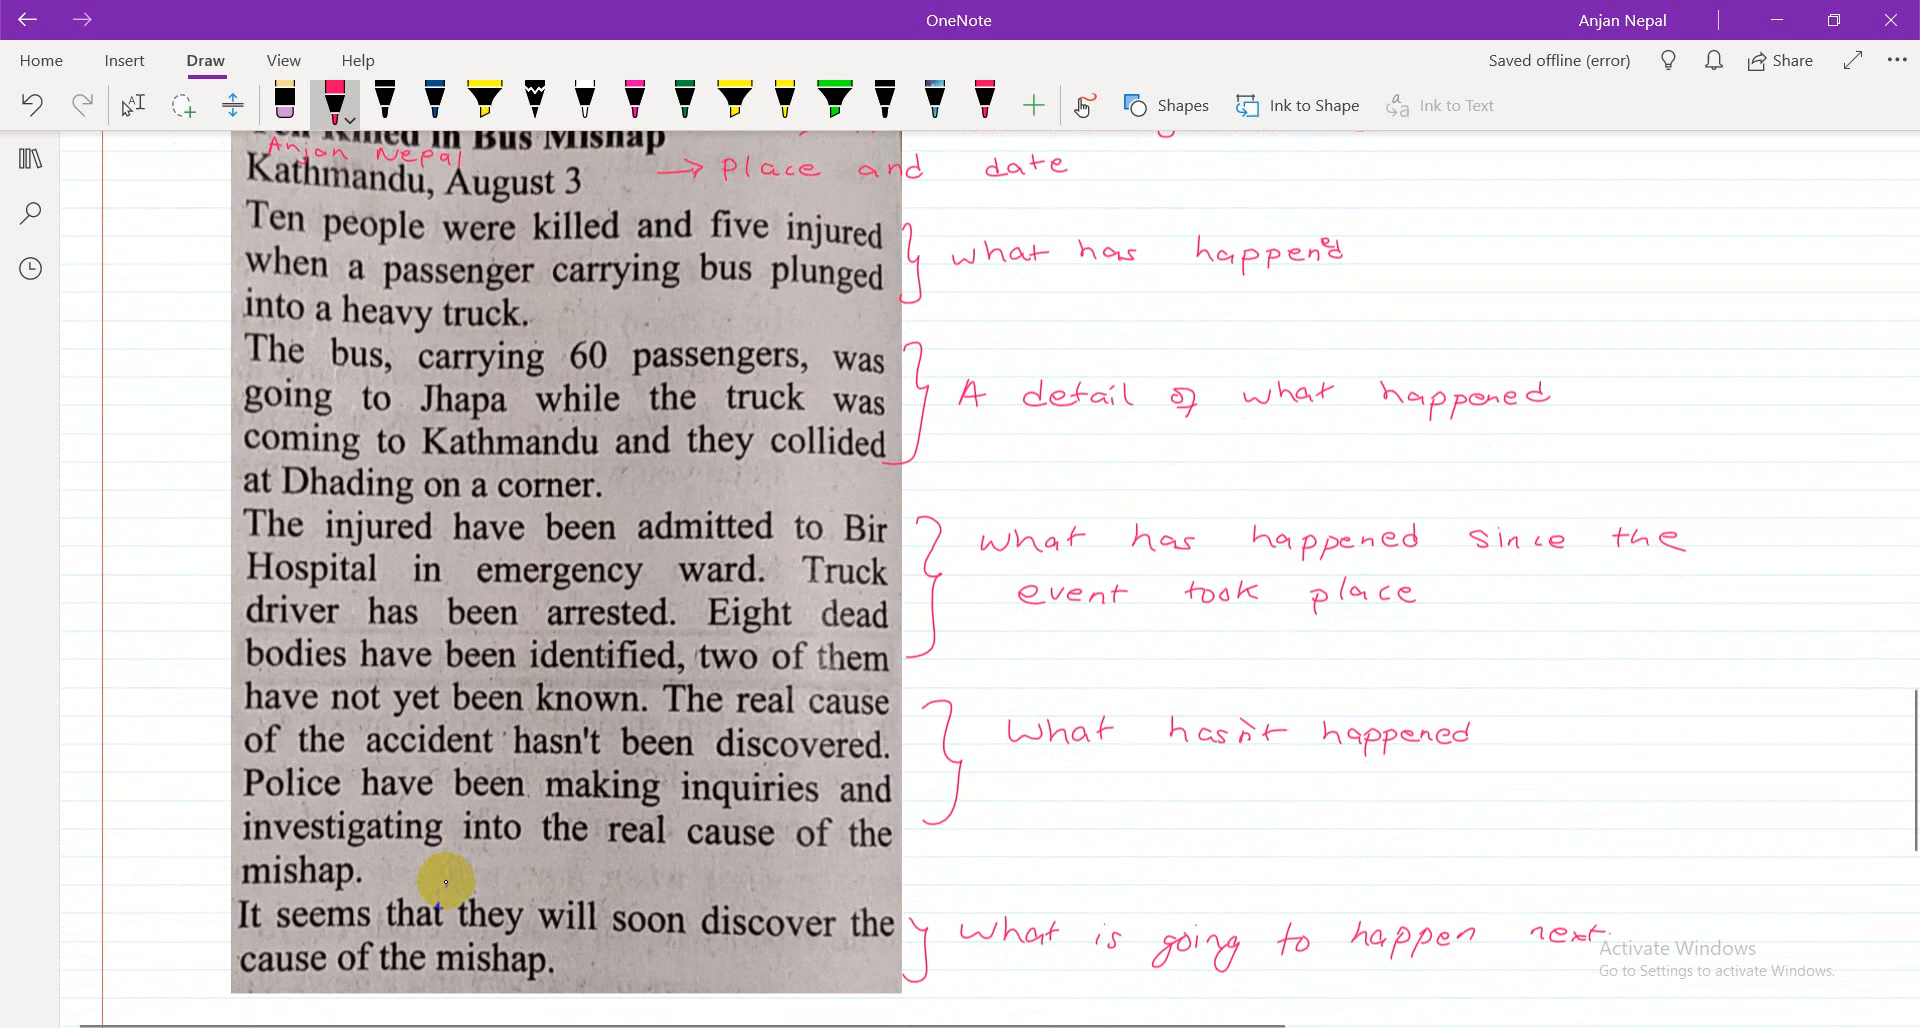 OneNote
Anjan Nepal
Home Insert Draw View Help
Saved offline (error)
Share
Shapes
Ink to Shape
Ink to Text
Killed in Bus Mishap
Anjan Nepal
Kathmandu, August 3
→ place and date
Ten people were killed and five injured
when a passenger carrying bus plunged
into a heavy truck.
what has happened
The bus, carrying 60 passengers, was
going to Jhapa while the truck was
coming to Kathmandu and they collided
at Dhading on a corner.
A detail of what happened
The injured have been admitted to Bir
Hospital in emergency ward. Truck
driver has been arrested. Eight dead
bodies have been identified, two of them
have not yet been known. The real cause
of the accident hasn't been discovered.
Police have been making inquiries and
investigating into the real cause of the
mishap.
what has happened since the
event took place
What hasn't happened
It seems that they will soon discover the
cause of the mishap.
what is going to happen next.
Activate Windows
Go to Settings to activate Windows.